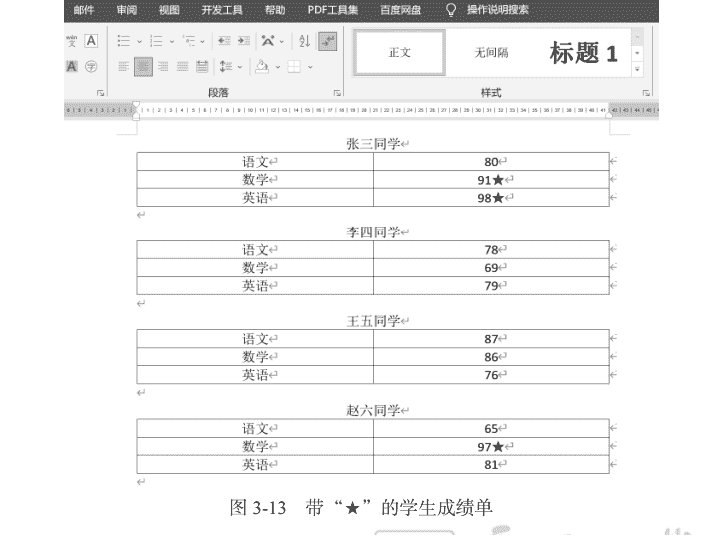 邮件 审阅 视图 开发工具 帮助 PDF工具集 百度网盘 操作说明搜索
正文 无间隔 标题 1
段落 样式
张三同学
语文 80
数学 91★
英语 98★
李四同学
语文 78
数学 69
英语 79
王五同学
语文 87
数学 86
英语 76
赵六同学
语文 65
数学 97★
英语 81
图 3-13 带“★”的学生成绩单